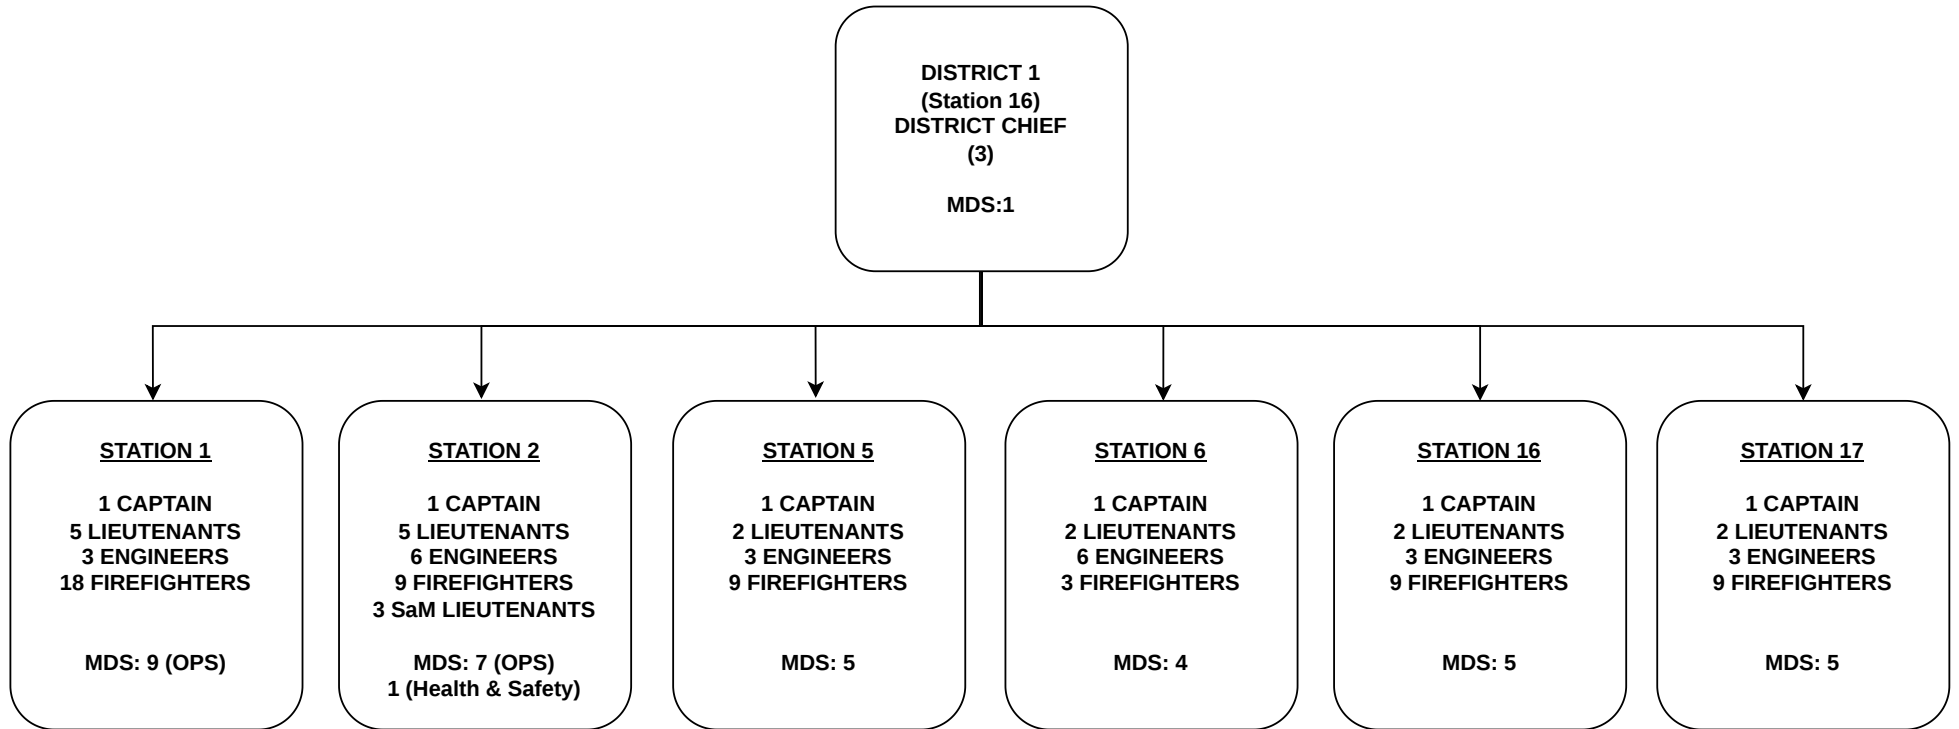 DISTRICT 1
(Station 16)
DISTRICT CHIEF
(3)
MDS:1
STATION 1
1 CAPTAIN
5 LIEUTENANTS
3 ENGINEERS
18 FIREFIGHTERS
MDS: 9 (OPS)
STATION 2
1 CAPTAIN
5 LIEUTENANTS
6 ENGINEERS
9 FIREFIGHTERS
3 SaM LIEUTENANTS
MDS: 7 (OPS)
1 (Health & Safety)
STATION 5
1 CAPTAIN
2 LIEUTENANTS
3 ENGINEERS
9 FIREFIGHTERS
MDS: 5
STATION 6
1 CAPTAIN
2 LIEUTENANTS
6 ENGINEERS
3 FIREFIGHTERS
MDS: 4
STATION 16
1 CAPTAIN
2 LIEUTENANTS
3 ENGINEERS
9 FIREFIGHTERS
MDS: 5
STATION 17
1 CAPTAIN
2 LIEUTENANTS
3 ENGINEERS
9 FIREFIGHTERS
MDS: 5